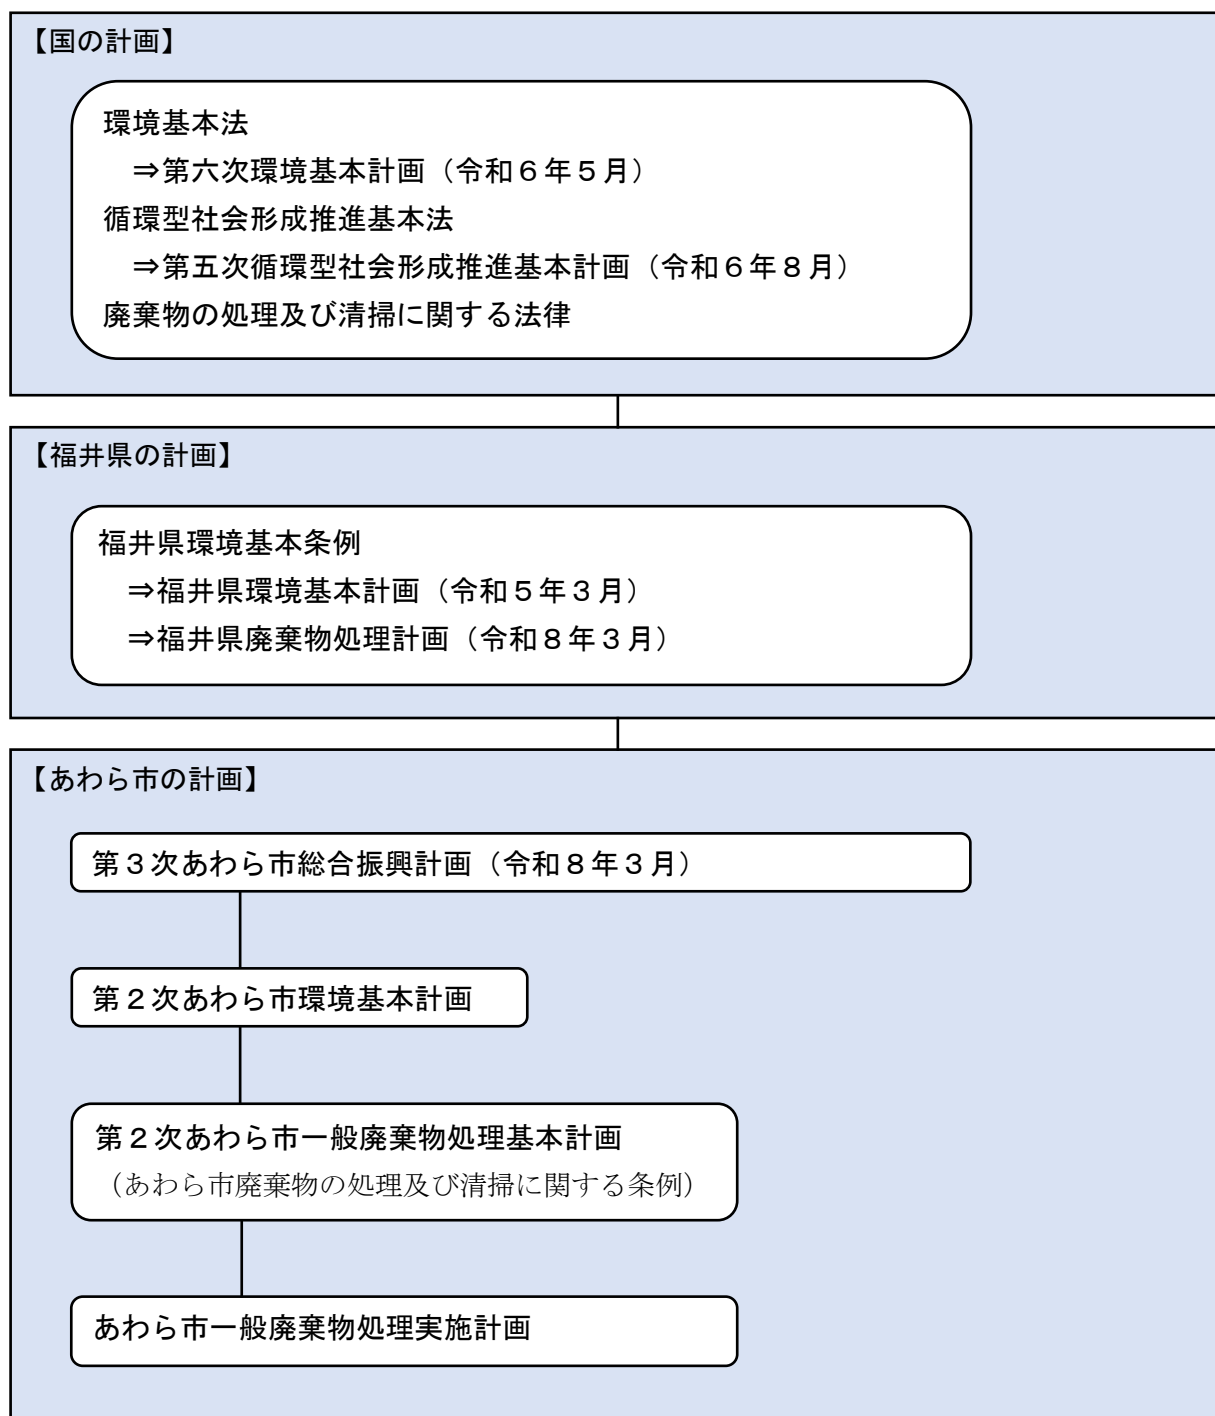 【国の計画】
環境基本法
⇒第六次環境基本計画（令和６年５月）
循環型社会形成推進基本法
⇒第五次循環型社会形成推進基本計画（令和６年８月）
廃棄物の処理及び清掃に関する法律
【福井県の計画】
福井県環境基本条例
⇒福井県環境基本計画（令和５年３月）
⇒福井県廃棄物処理計画（令和８年３月）
【あわら市の計画】
第３次あわら市総合振興計画（令和８年３月）
第２次あわら市環境基本計画
第２次あわら市一般廃棄物処理基本計画
（あわら市廃棄物の処理及び清掃に関する条例）
あわら市一般廃棄物処理実施計画